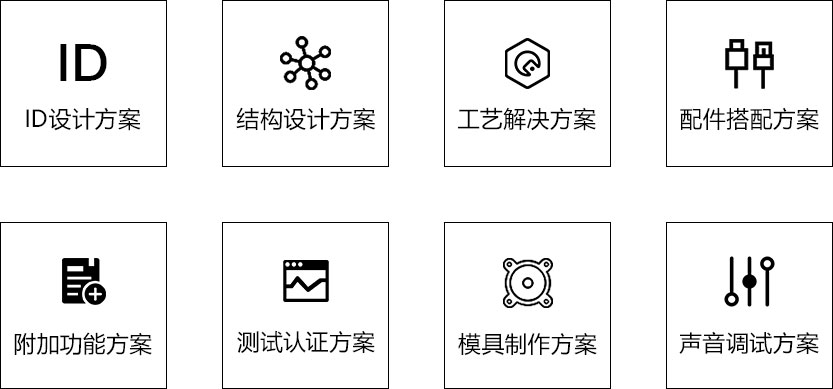 ID
ID设计方案
结构设计方案
工艺解决方案
配件搭配方案
附加功能方案
测试认证方案
模具制作方案
声音调试方案